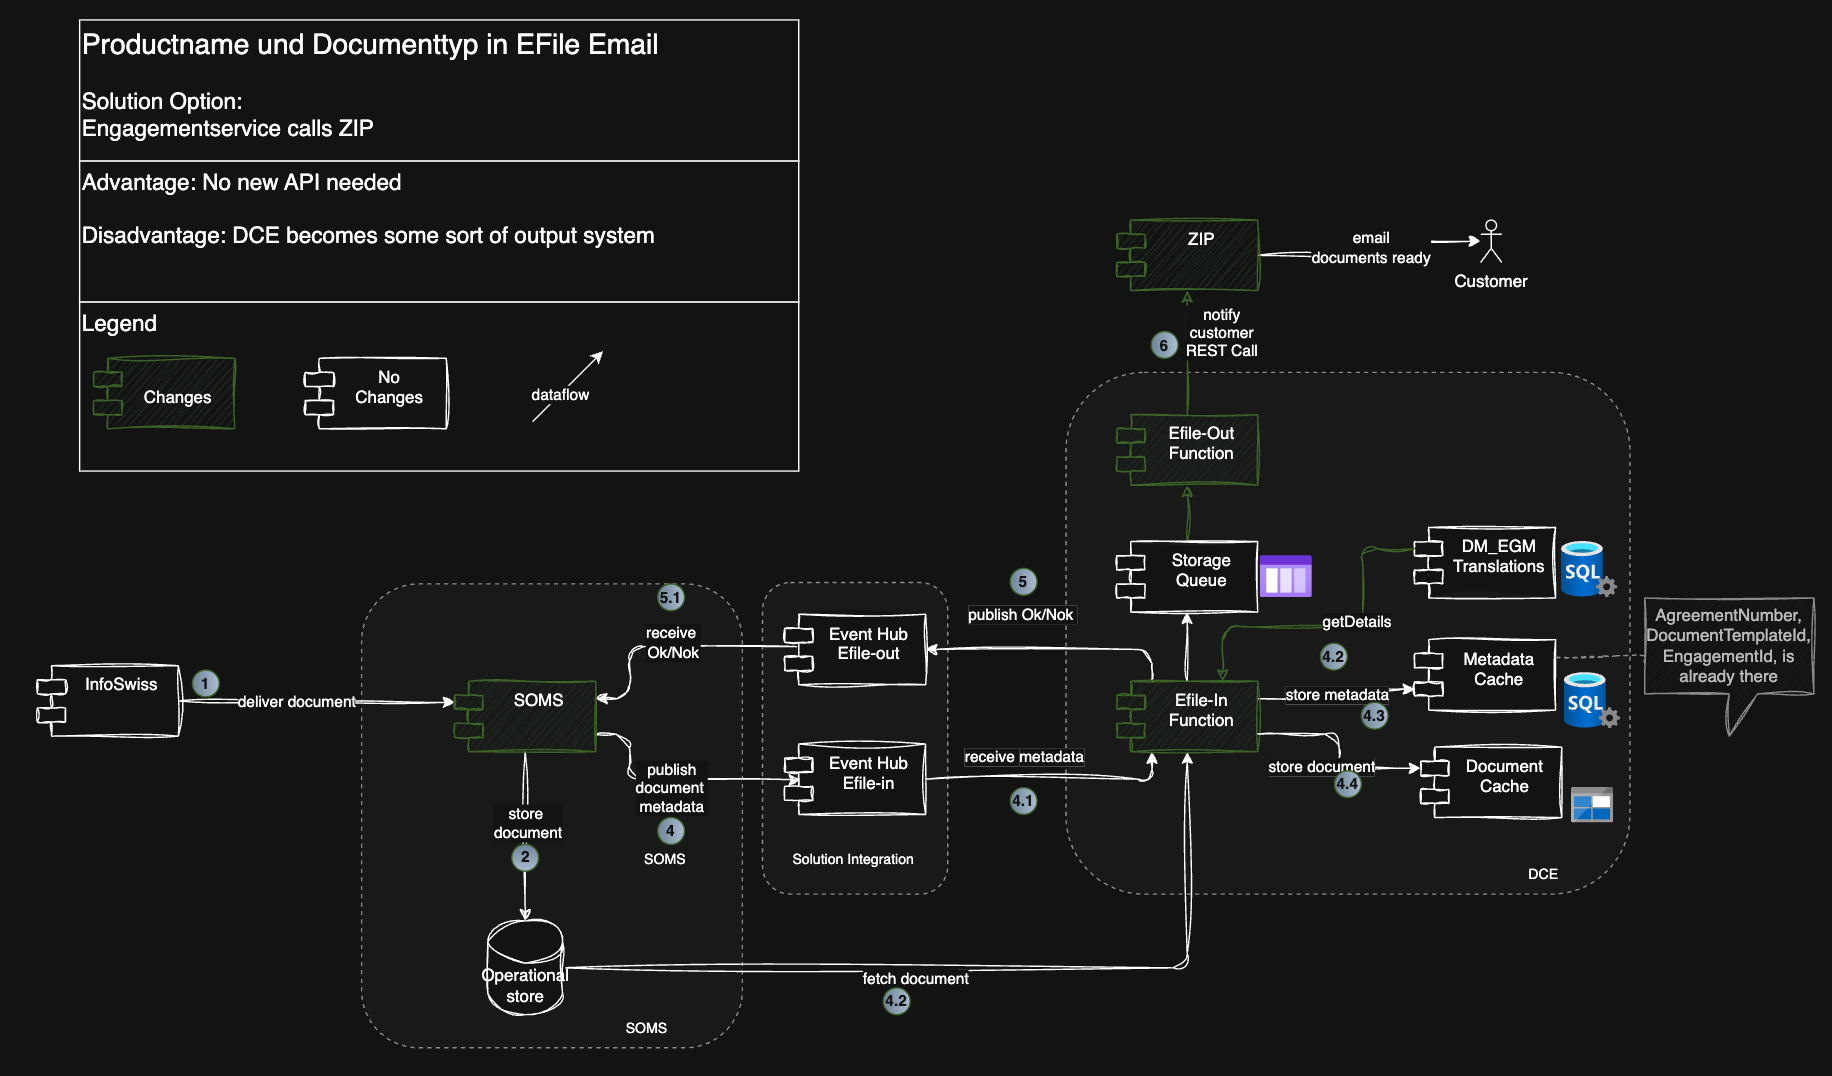 Productname und Documenttyp in EFile Email
Solution Option:
Engagementservice calls ZIP
Advantage: No new API needed
Disadvantage: DCE becomes some sort of output system
Legend
Changes
No
Changes
dataflow
ZIP
email
documents ready
Customer
notify
customer
REST Call
6
Efile-Out
Function
Storage
Queue
DM_EGM
Translations
SQL
getDetails
4.2
Metadata
Cache
SQL
AgreementNumber,
DocumentTemplateId,
EngagementId, is
already there
store metadata
4.3
Efile-In
Function
store document
4.4
Document
Cache
DCE
5
publish Ok/Nok
Event Hub
Efile-out
5.1
receive
Ok/Nok
InfoSwiss
1
deliver document
SOMS
publish
document
metadata
4
SOMS
Event Hub
Efile-in
receive metadata
4.1
Solution Integration
store
document
2
Operational
store
fetch document
4.2
SOMS